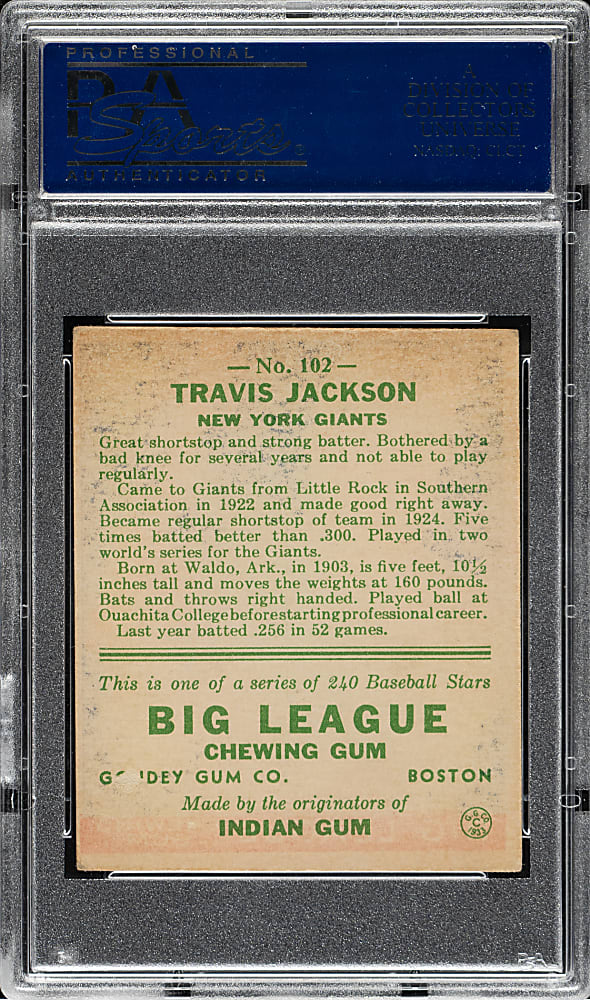 PROFESSIONAL
PSA
Sports
AUTHENTICATOR
A
DIVISION OF
COLLECTORS
UNIVERSE
NASDAQ: CLCT
— No. 102 —
TRAVIS JACKSON
NEW YORK GIANTS
Great shortstop and strong batter. Bothered by a
bad knee for several years and not able to play
regularly.
Came to Giants from Little Rock in Southern
Association in 1922 and made good right away.
Became regular shortstop of team in 1924. Five
times batted better than .300. Played in two
world's series for the Giants.
Born at Waldo, Ark., in 1903, is five feet, 10½
inches tall and moves the weights at 160 pounds.
Bats and throws right handed. Played ball at
Ouachita College before starting professional career.
Last year batted .256 in 52 games.
This is one of a series of 240 Baseball Stars
BIG LEAGUE
CHEWING GUM
GOUDEY GUM CO. BOSTON
Made by the originators of
INDIAN GUM
G. G. CO.
C
1933
PSA